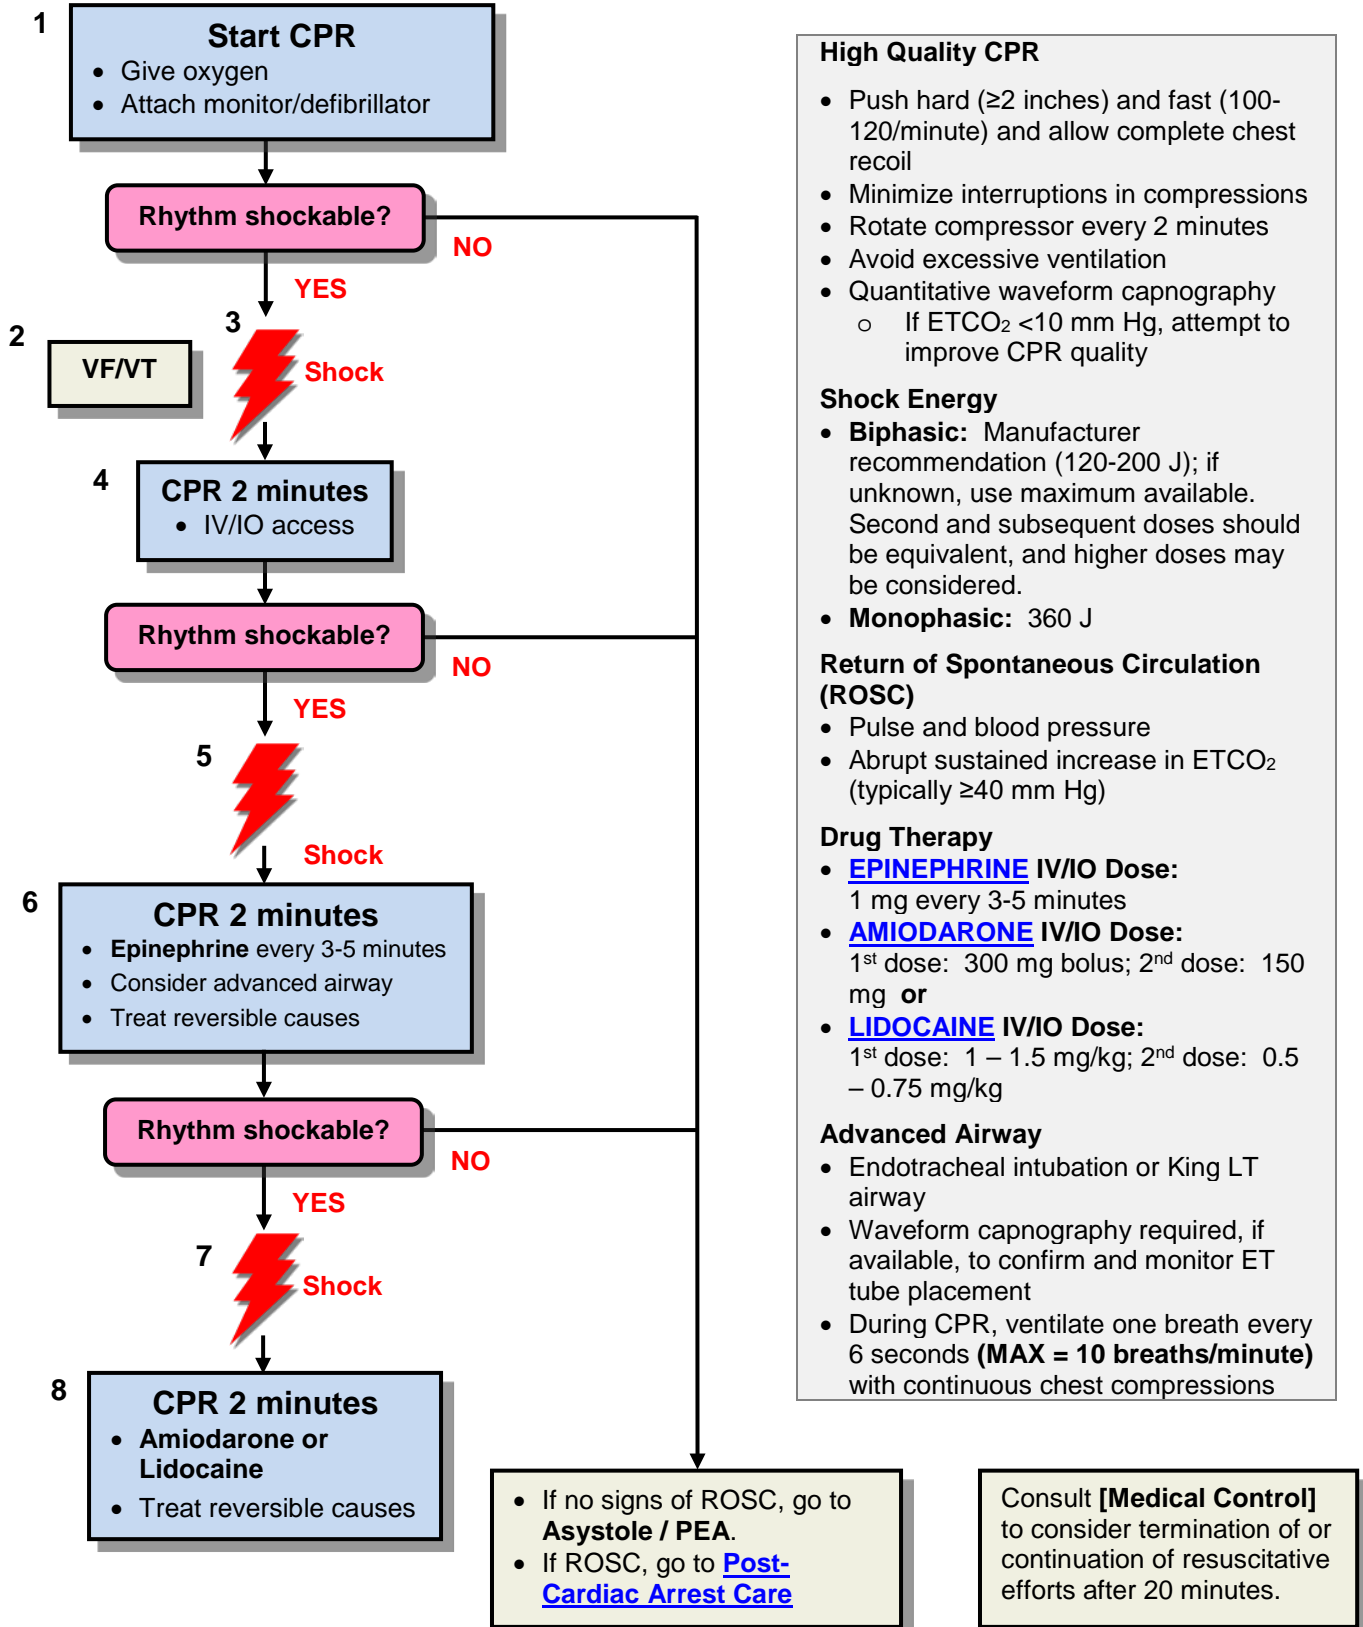 1
Start CPR
• Give oxygen
• Attach monitor/defibrillator
Rhythm shockable?
NO
YES
2
VF/VT
3
Shock
4
CPR 2 minutes
• IV/IO access
Rhythm shockable?
NO
YES
5
Shock
6
CPR 2 minutes
• Epinephrine every 3-5 minutes
• Consider advanced airway
• Treat reversible causes
Rhythm shockable?
NO
YES
7
Shock
8
CPR 2 minutes
• Amiodarone or
Lidocaine
• Treat reversible causes
• If no signs of ROSC, go to
Asystole / PEA.
• If ROSC, go to Post-
Cardiac Arrest Care
High Quality CPR
• Push hard (≥2 inches) and fast (100-
120/minute) and allow complete chest
recoil
• Minimize interruptions in compressions
• Rotate compressor every 2 minutes
• Avoid excessive ventilation
• Quantitative waveform capnography
o If ETCO₂ <10 mm Hg, attempt to
improve CPR quality
Shock Energy
• Biphasic: Manufacturer
recommendation (120-200 J); if
unknown, use maximum available.
Second and subsequent doses should
be equivalent, and higher doses may
be considered.
• Monophasic: 360 J
Return of Spontaneous Circulation
(ROSC)
• Pulse and blood pressure
• Abrupt sustained increase in ETCO₂
(typically ≥40 mm Hg)
Drug Therapy
• EPINEPHRINE IV/IO Dose:
1 mg every 3-5 minutes
• AMIODARONE IV/IO Dose:
1st dose: 300 mg bolus; 2nd dose: 150
mg or
• LIDOCAINE IV/IO Dose:
1st dose: 1 – 1.5 mg/kg; 2nd dose: 0.5
– 0.75 mg/kg
Advanced Airway
• Endotracheal intubation or King LT
airway
• Waveform capnography required, if
available, to confirm and monitor ET
tube placement
• During CPR, ventilate one breath every
6 seconds (MAX = 10 breaths/minute)
with continuous chest compressions
Consult [Medical Control]
to consider termination of or
continuation of resuscitative
efforts after 20 minutes.